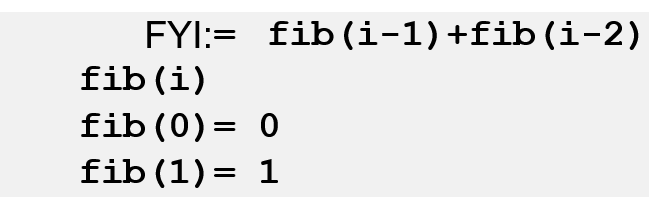 FYI:= fib(i-1)+fib(i-2)
fib(i)
fib(0)= 0
fib(1)= 1